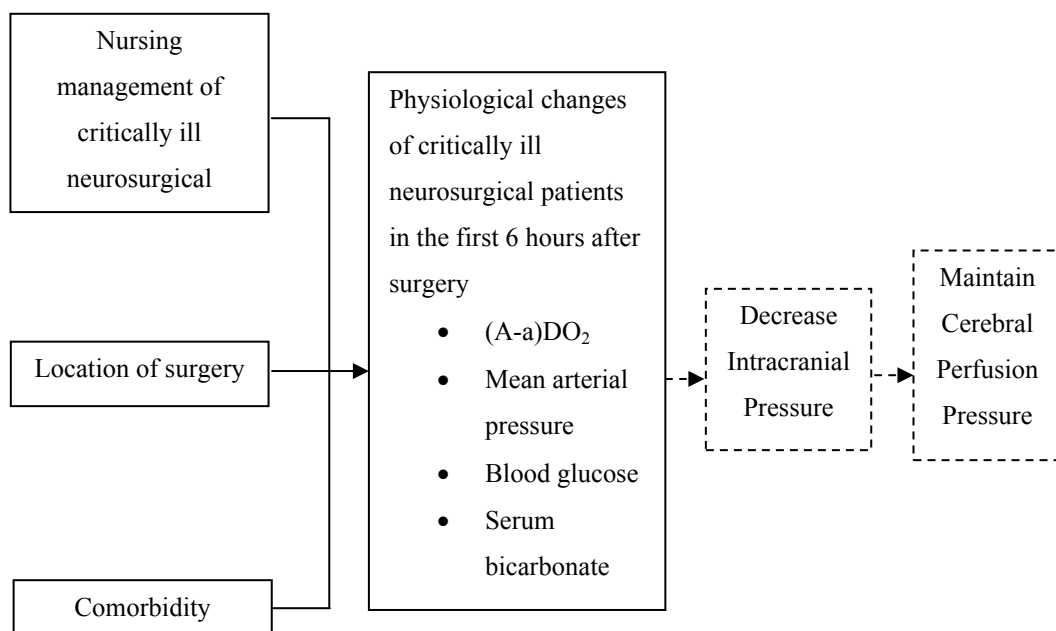 Nursing
management of
critically ill
neurosurgical
Location of surgery
Comorbidity
Physiological changes
of critically ill
neurosurgical patients
in the first 6 hours after
surgery
• (A-a)DO₂
• Mean arterial
pressure
• Blood glucose
• Serum
bicarbonate
Decrease
Intracranial
Pressure
Maintain
Cerebral
Perfusion
Pressure